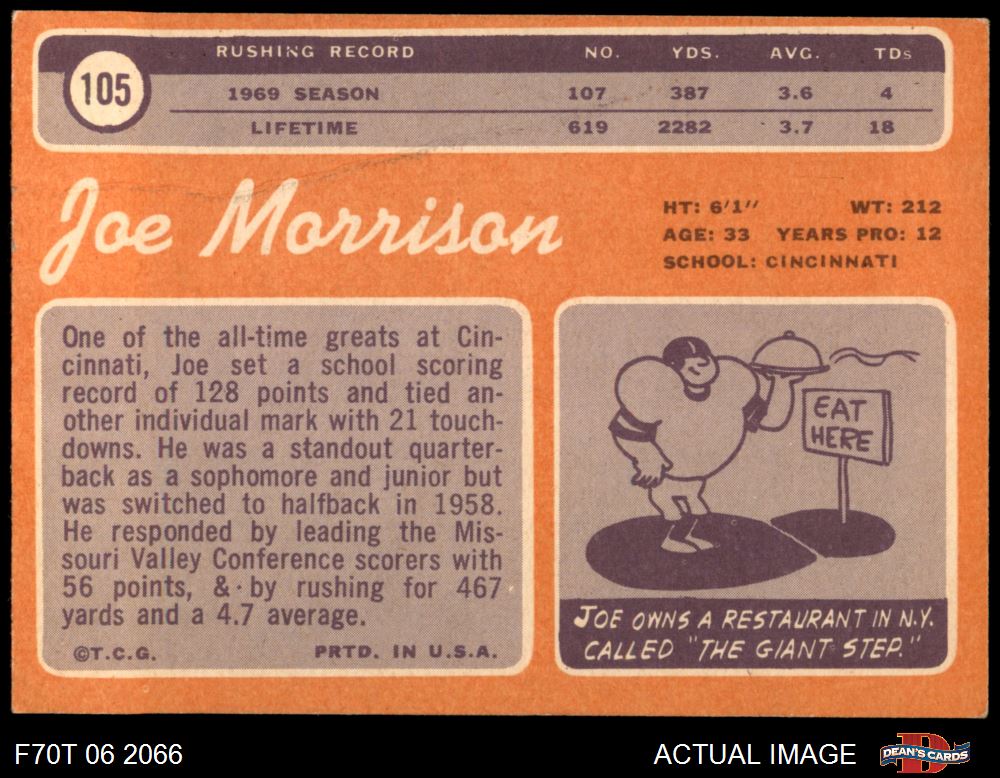 105
RUSHING RECORD NO. YDS. AVG. TDs
1969 SEASON 107 387 3.6 4
LIFETIME 619 2282 3.7 18
Joe Morrison
HT: 6'1" WT: 212
AGE: 33 YEARS PRO: 12
SCHOOL: CINCINNATI
One of the all-time greats at Cin-
cinnati, Joe set a school scoring
record of 128 points and tied an-
other individual mark with 21 touch-
downs. He was a standout quarter-
back as a sophomore and junior but
was switched to halfback in 1958.
He responded by leading the Mis-
souri Valley Conference scorers with
56 points, & by rushing for 467
yards and a 4.7 average.
©T.C.G. PRTD. IN U.S.A.
EAT
HERE
JOE OWNS A RESTAURANT IN N.Y.
CALLED "THE GIANT STEP."
F70T 06 2066 ACTUAL IMAGE
DEAN'S CARDS